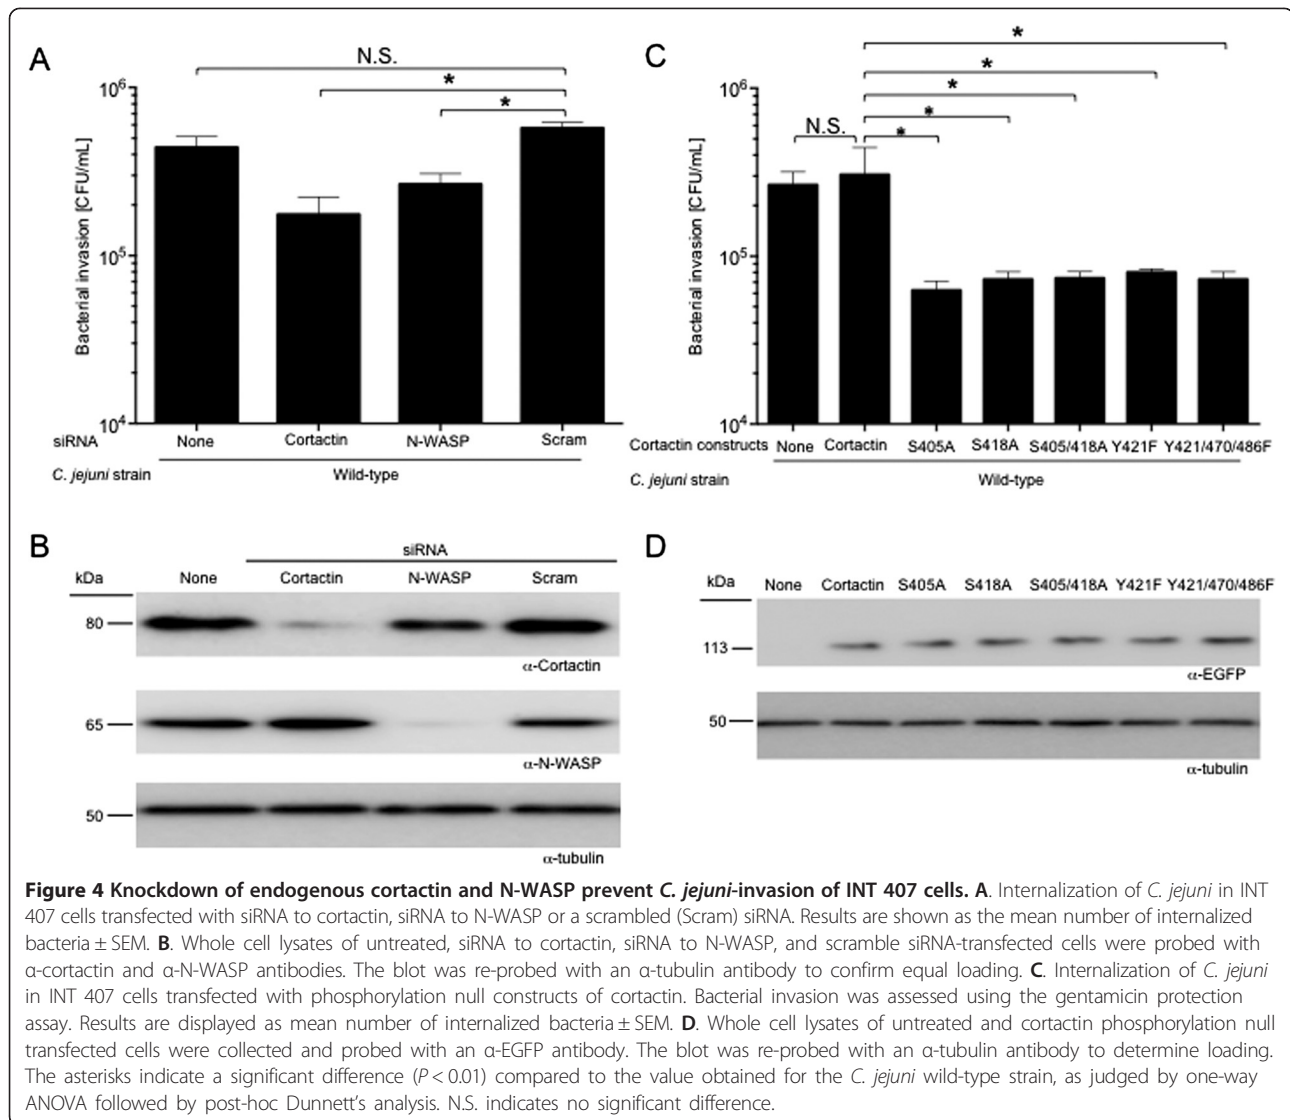 A
N.S.
*
*
10⁶
10⁵
10⁴
Bacterial invasion [CFU/mL]
siRNA None Cortactin N-WASP Scram
C. jejuni strain Wild-type
C
*
*
*
*
*
N.S.
10⁶
10⁵
10⁴
Bacterial invasion [CFU/mL]
Cortactin constructs None Cortactin S405A S418A S405/418A Y421F Y421/470/486F
C. jejuni strain Wild-type
B
siRNA
kDa None Cortactin N-WASP Scram
80
α-Cortactin
65
α-N-WASP
50
α-tubulin
D
kDa None Cortactin S405A S418A S405/418A Y421F Y421/470/486F
113
α-EGFP
50
α-tubulin
Figure 4 Knockdown of endogenous cortactin and N-WASP prevent C. jejuni-invasion of INT 407 cells. A. Internalization of C. jejuni in INT
407 cells transfected with siRNA to cortactin, siRNA to N-WASP or a scrambled (Scram) siRNA. Results are shown as the mean number of internalized
bacteria ± SEM. B. Whole cell lysates of untreated, siRNA to cortactin, siRNA to N-WASP, and scramble siRNA-transfected cells were probed with
α-cortactin and α-N-WASP antibodies. The blot was re-probed with an α-tubulin antibody to confirm equal loading. C. Internalization of C. jejuni
in INT 407 cells transfected with phosphorylation null constructs of cortactin. Bacterial invasion was assessed using the gentamicin protection
assay. Results are displayed as mean number of internalized bacteria ± SEM. D. Whole cell lysates of untreated and cortactin phosphorylation null
transfected cells were collected and probed with an α-EGFP antibody. The blot was re-probed with an α-tubulin antibody to determine loading.
The asterisks indicate a significant difference (P < 0.01) compared to the value obtained for the C. jejuni wild-type strain, as judged by one-way
ANOVA followed by post-hoc Dunnett's analysis. N.S. indicates no significant difference.